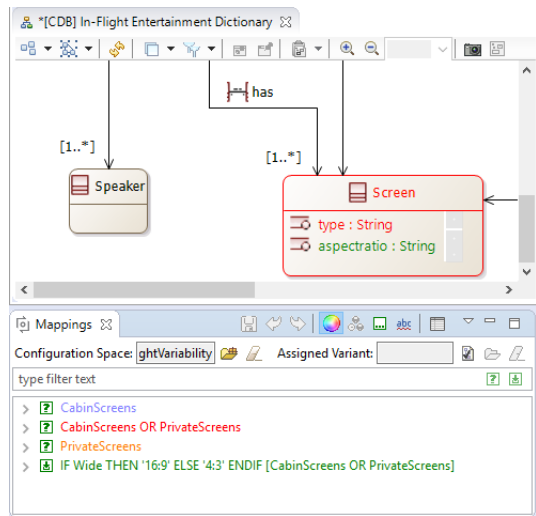 *[CDB] In-Flight Entertainment Dictionary
has
[1..*]
[1..*]
Speaker
Screen
type : String
aspectratio : String
Mappings
abc
Configuration Space: ghtVariability Assigned Variant:
type filter text
CabinScreens
CabinScreens OR PrivateScreens
PrivateScreens
IF Wide THEN '16:9' ELSE '4:3' ENDIF [CabinScreens OR PrivateScreens]